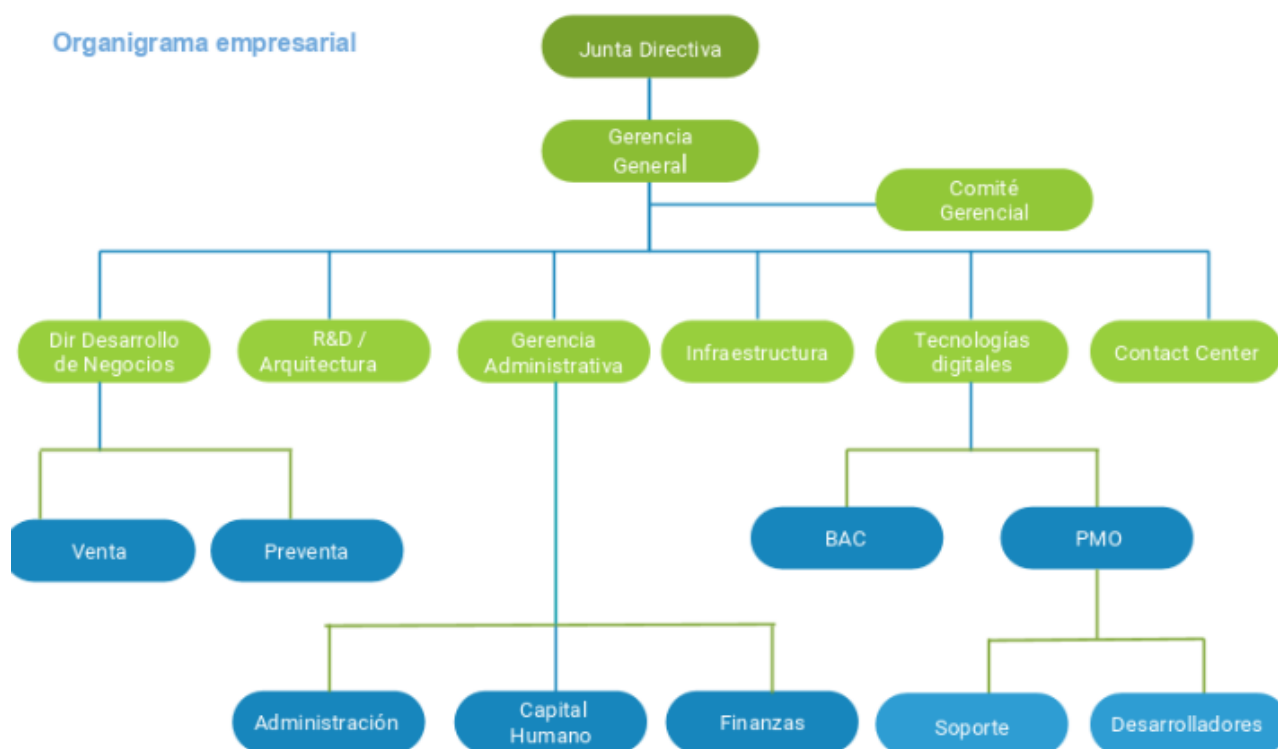 Organigrama empresarial
Junta Directiva
Gerencia
General
Comité
Gerencial
Dir Desarrollo
de Negocios
R&D /
Arquitectura
Gerencia
Administrativa
Infraestructura
Tecnologías
digitales
Contact Center
Venta
Preventa
BAC
PMO
Administración
Capital
Humano
Finanzas
Soporte
Desarrolladores